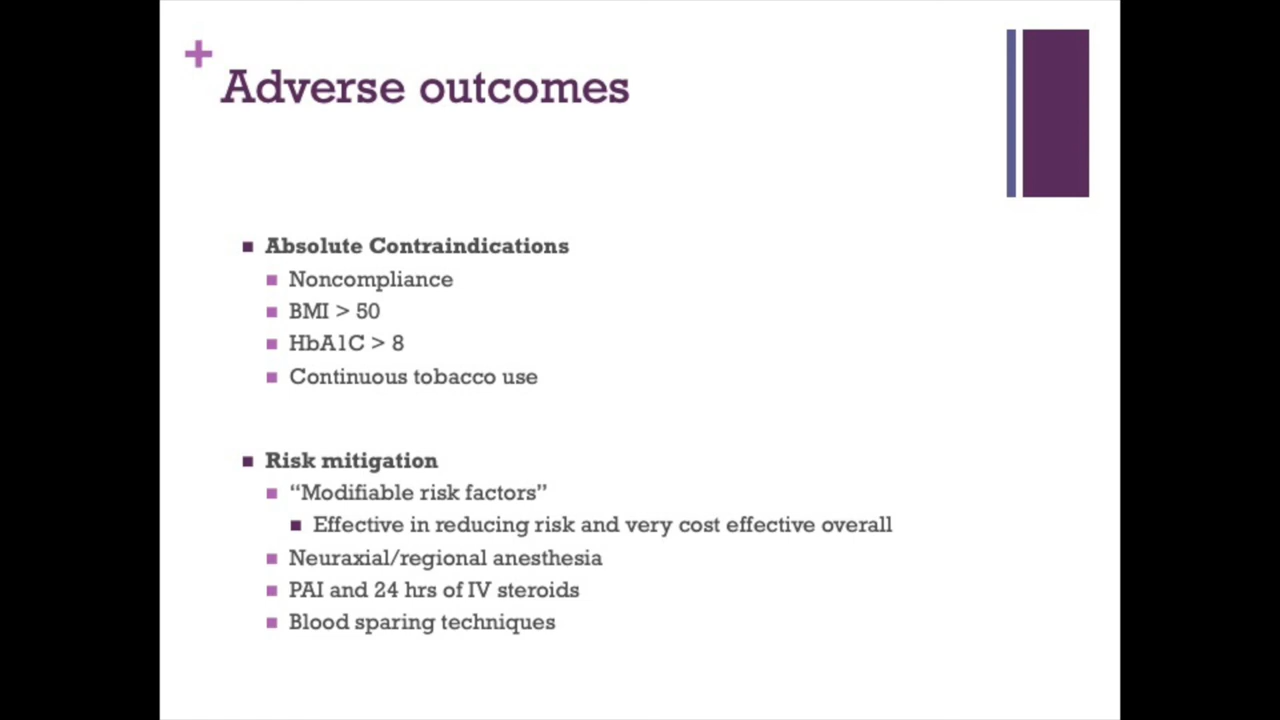 Adverse outcomes
Absolute Contraindications
Noncompliance
BMI > 50
HbA1C > 8
Continuous tobacco use
Risk mitigation
“Modifiable risk factors”
Effective in reducing risk and very cost effective overall
Neuraxial/regional anesthesia
PAI and 24 hrs of IV steroids
Blood sparing techniques